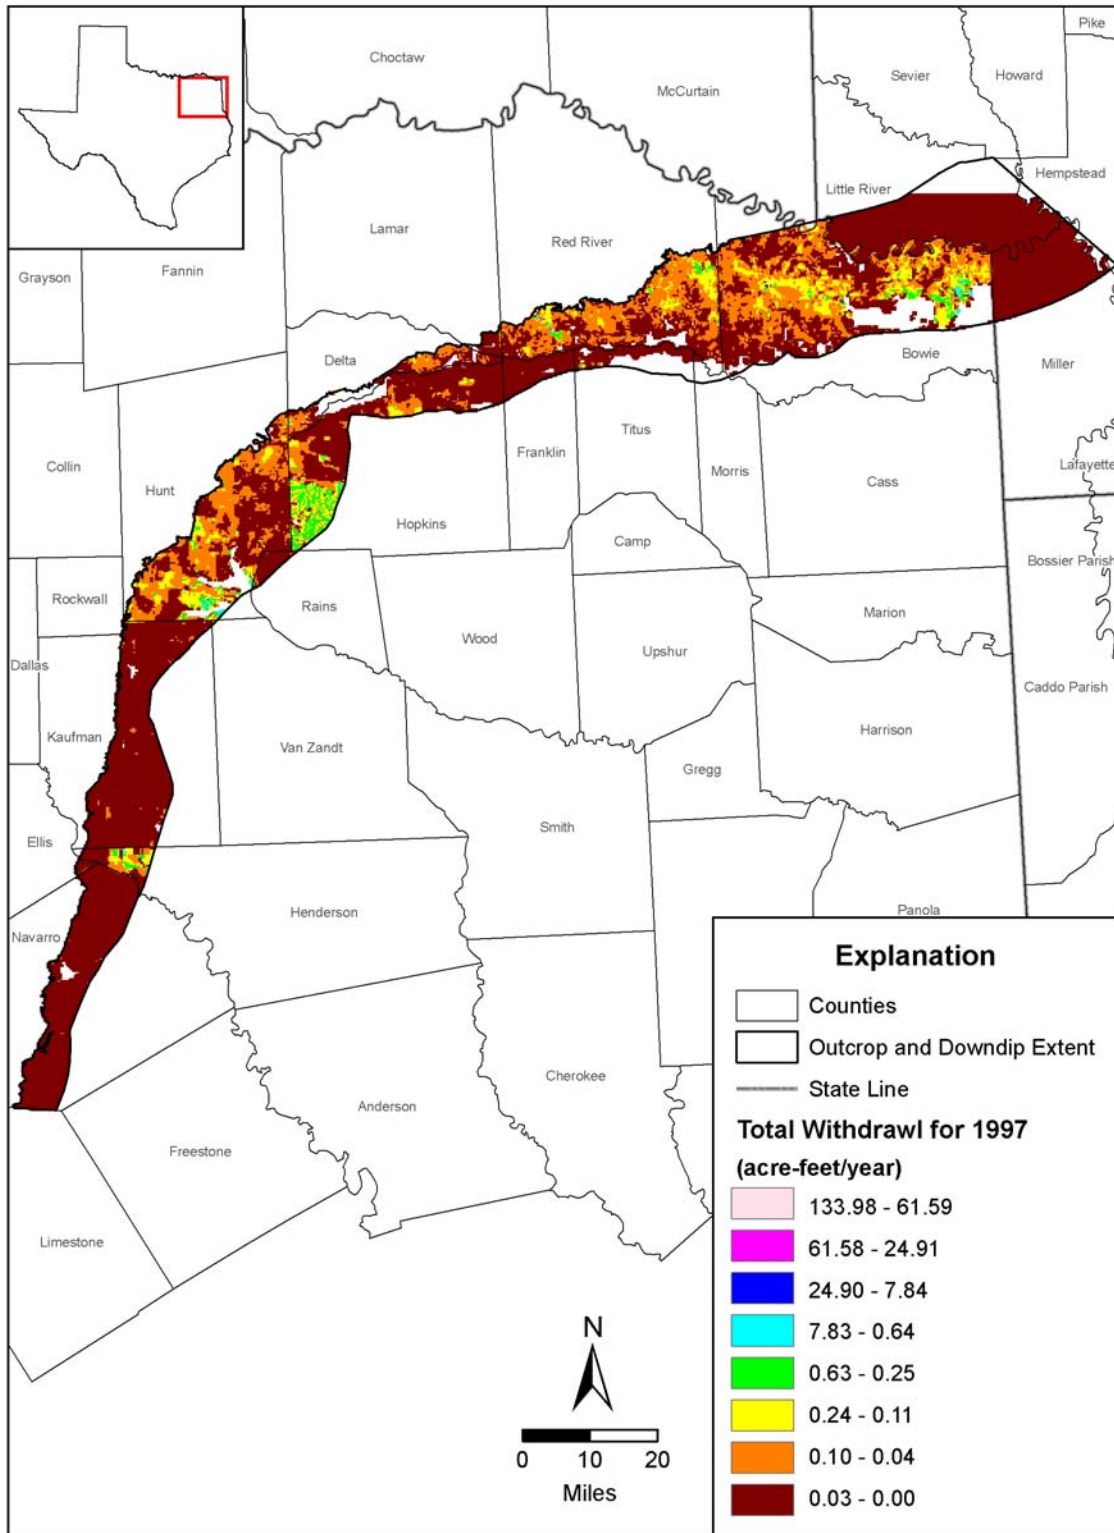 Pike
Choctaw
Sevier
Howard
McCurtain
Hempstead
Little River
Lamar
Red River
Grayson
Fannin
Delta
Bowie
Miller
Titus
Franklin
Morris
Collin
Lafayette
Cass
Hunt
Hopkins
Camp
Bossier Parish
Rockwall
Rains
Marion
Wood
Upshur
Dallas
Caddo Parish
Kaufman
Harrison
Van Zandt
Gregg
Smith
Ellis
Henderson
Panola
Navarro
Cherokee
Anderson
Freestone
Limestone
Explanation
Counties
Outcrop and Downdip Extent
State Line
Total Withdrawl for 1997
(acre-feet/year)
133.98 - 61.59
61.58 - 24.91
24.90 - 7.84
7.83 - 0.64
0.63 - 0.25
0.24 - 0.11
0.10 - 0.04
0.03 - 0.00
N
0 10 20
Miles